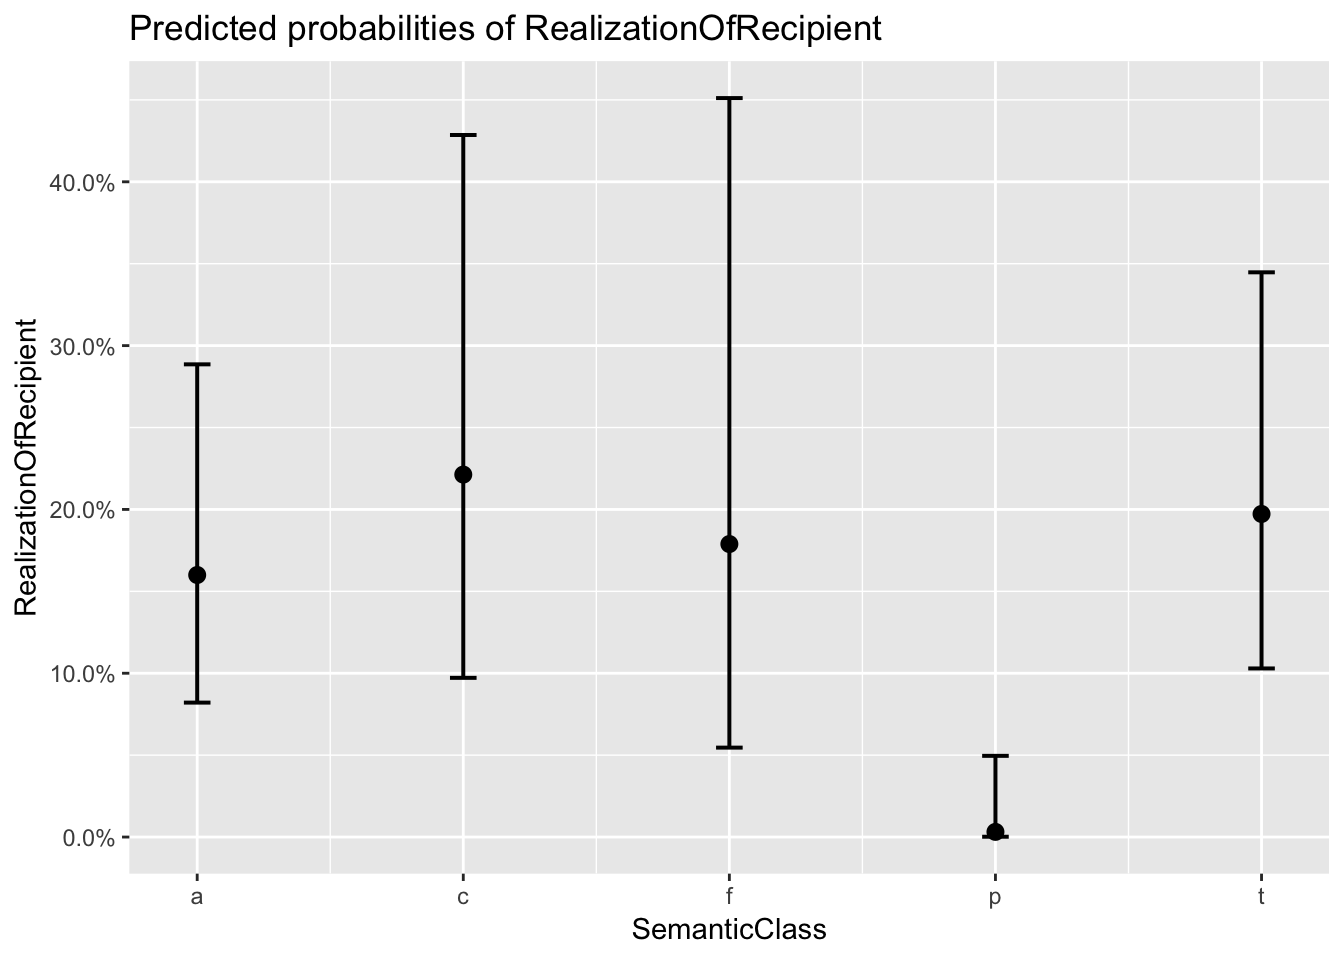 Predicted probabilities of RealizationOfRecipient
RealizationOfRecipient
40.0%
30.0%
20.0%
10.0%
0.0%
a c f p t
SemanticClass